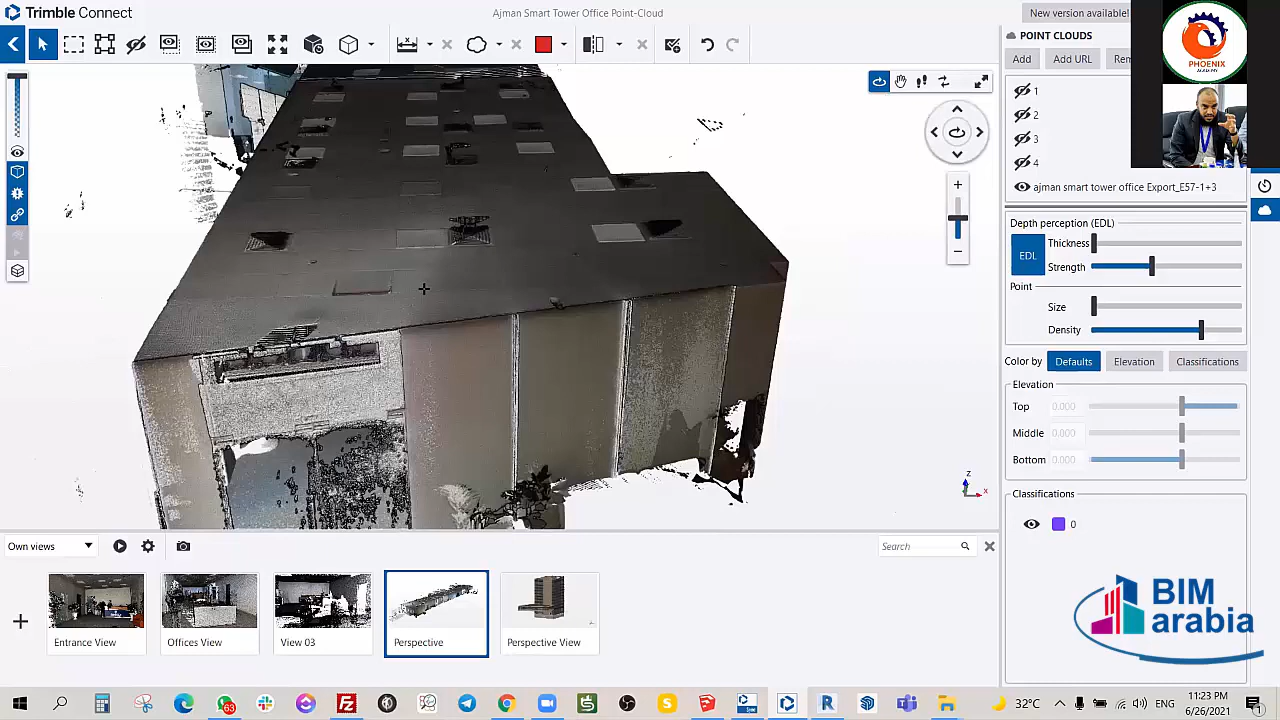 Trimble Connect
Ajman Smart Tower Office Point-Cloud
New version available!
POINT CLOUDS
Add
Add URL
Rem
PHOENIX
1
2
3
4
ajman smart tower office Export_E57-1+3
Depth perception (EDL)
EDL
Thickness
Strength
Point
Size
Density
Color by
Defaults
Elevation
Classifications
Elevation
Top
0.000
Middle
0.000
Bottom
0.000
Classifications
0
z
x
Own views
Search
Entrance View
Offices View
View 03
Perspective
Perspective View
BIM
arabia
63
32°C
ENG
11:23 PM
6/26/2021